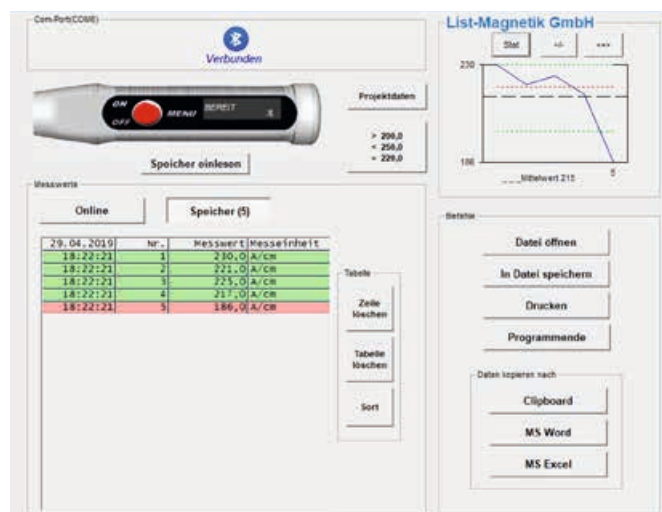 Com-Port(COM6)
Verbunden
ON
OFF
MENU
BEREIT
Speicher einlesen
Projektdaten
> 200,0
< 250,0
= 220,0
Messwerte
Online
Speicher (5)
29.04.2019 Nr. Messwert Messeinheit
18:22:21 1 230,0 A/cm
18:22:21 2 221,0 A/cm
18:22:21 3 225,0 A/cm
18:22:21 4 217,0 A/cm
18:22:21 5 186,0 A/cm
Tabelle
Zeile
löschen
Tabelle
löschen
Sort
List-Magnetik GmbH
Stat
+/-
230
186
5
Mittelwert 215
Befehle
Datei öffnen
In Datei speichern
Drucken
Programmende
Daten kopieren nach
Clipboard
MS Word
MS Excel